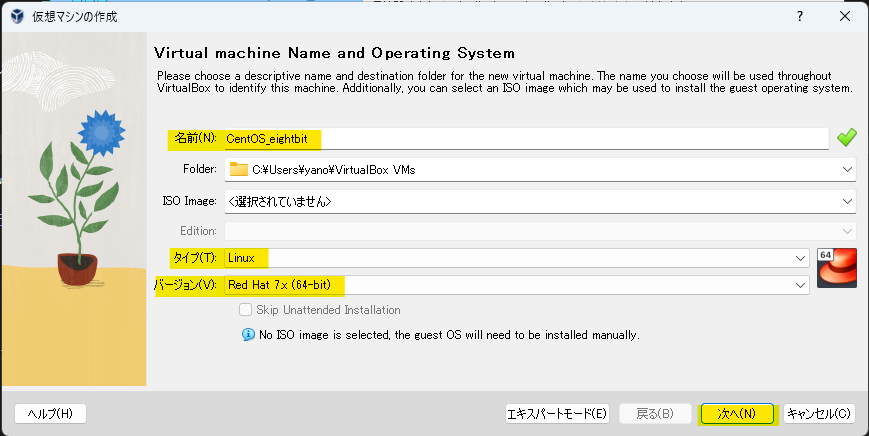 仮想マシンの作成
Virtual machine Name and Operating System
Please choose a descriptive name and destination folder for the new virtual machine. The name you choose will be used throughout
VirtualBox to identify this machine. Additionally, you can select an ISO image which may be used to install the guest operating system.
名前(N): CentOS_eightbit
Folder: C:¥Users¥yano¥VirtualBox VMs
ISO Image: <選択されていません>
Edition:
タイプ(T): Linux
64
バージョン(V): Red Hat 7.x (64-bit)
Skip Unattended Installation
No ISO image is selected, the guest OS will need to be installed manually.
ヘルプ(H) エキスパートモード(E) 戻る(B) 次へ(N) キャンセル(C)